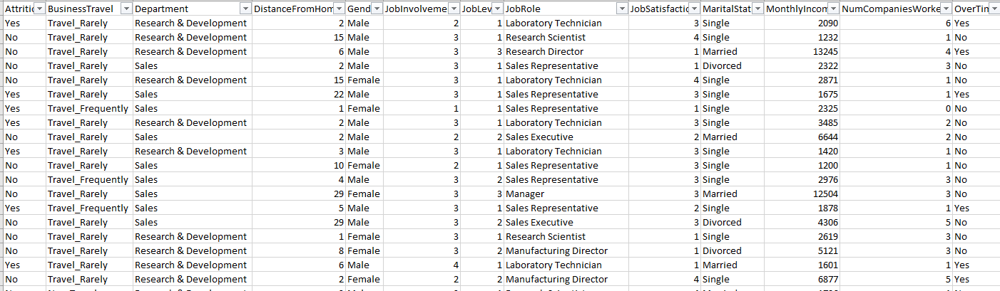 Attritio BusinessTravel Department DistanceFromHom Gend JobInvolveme JobLev JobRole JobSatisfactio MaritalStat MonthlyIncom NumCompaniesWorke OverTin
Yes Travel_Rarely Research & Development 2 Male 2 1 Laboratory Technician 3 Single 2090 6 Yes
No Travel_Rarely Research & Development 15 Male 3 1 Research Scientist 4 Single 1232 1 No
No Travel_Rarely Research & Development 6 Male 3 3 Research Director 1 Married 13245 4 Yes
No Travel_Rarely Sales 2 Male 3 1 Sales Representative 1 Divorced 2322 3 No
No Travel_Rarely Research & Development 15 Female 3 1 Laboratory Technician 4 Single 2871 1 No
Yes Travel_Rarely Sales 22 Male 3 1 Sales Representative 3 Single 1675 1 Yes
Yes Travel_Frequently Sales 1 Female 1 1 Sales Representative 1 Single 2325 0 No
Yes Travel_Rarely Research & Development 2 Male 3 1 Laboratory Technician 3 Single 3485 2 No
No Travel_Rarely Sales 2 Male 2 2 Sales Executive 2 Married 6644 2 No
Yes Travel_Rarely Research & Development 3 Male 3 1 Laboratory Technician 3 Single 1420 1 No
No Travel_Rarely Sales 10 Female 2 1 Sales Representative 3 Single 1200 1 No
No Travel_Frequently Sales 4 Male 3 2 Sales Representative 3 Single 2976 3 No
No Travel_Rarely Sales 29 Female 3 3 Manager 3 Married 12504 3 No
Yes Travel_Frequently Sales 5 Male 3 1 Sales Representative 2 Single 1878 1 Yes
No Travel_Rarely Sales 29 Male 3 2 Sales Executive 3 Divorced 4306 5 No
No Travel_Rarely Research & Development 1 Female 3 1 Research Scientist 1 Single 2619 3 No
No Travel_Rarely Research & Development 8 Female 3 2 Manufacturing Director 1 Divorced 5121 3 No
Yes Travel_Rarely Research & Development 6 Male 4 1 Laboratory Technician 1 Married 1601 1 Yes
No Travel_Rarely Research & Development 2 Female 2 2 Manufacturing Director 4 Single 6877 5 Yes